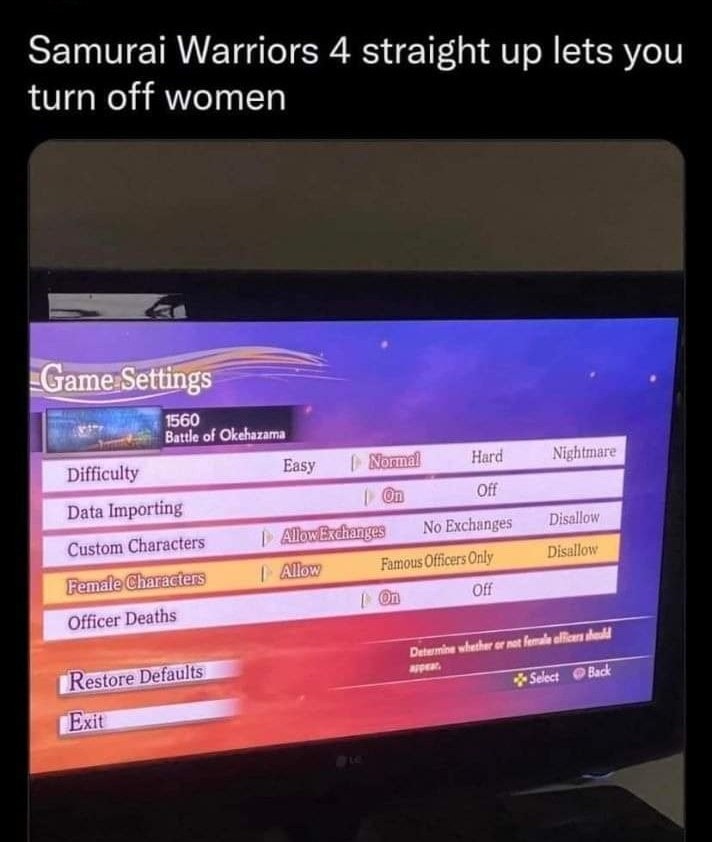 Samurai Warriors 4 straight up lets you
turn off women
Game Settings
1560
Battle of Okehazama
Difficulty Easy Normal Hard Nightmare
Data Importing On Off
Custom Characters Allow Exchanges No Exchanges Disallow
Female Characters Allow Famous Officers Only Disallow
Officer Deaths On Off
Determine whether or not female officers should
appear.
Restore Defaults
Select Back
Exit
LG